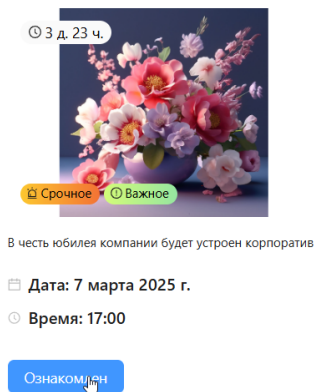 3 д. 23 ч.
Срочное
Важное
В честь юбилея компании будет устроен корпоратив
Дата: 7 марта 2025 г.
Время: 17:00
Ознакомлен